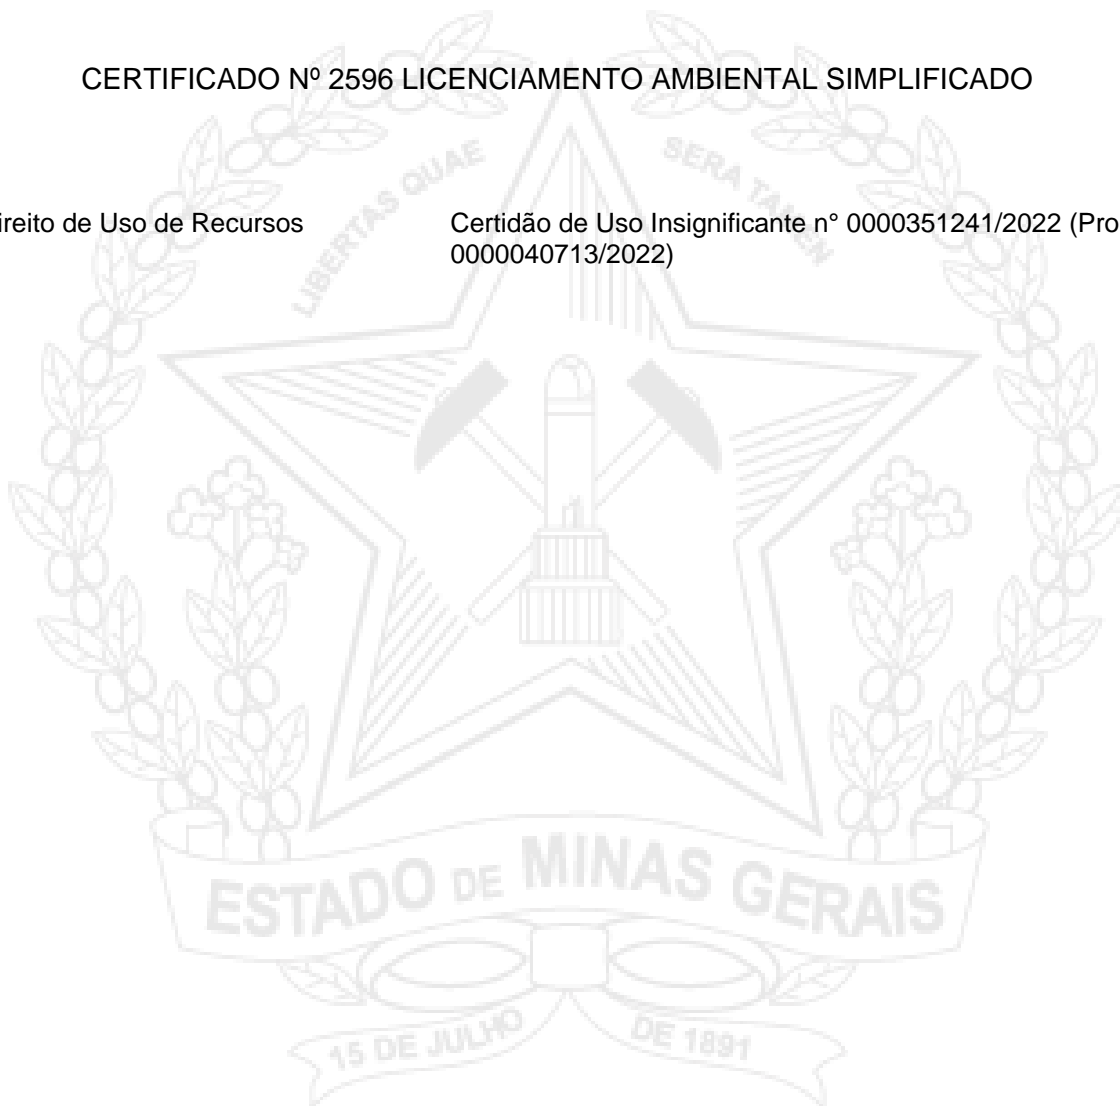 CERTIFICADO Nº 2596 LICENCIAMENTO AMBIENTAL SIMPLIFICADO
LIBERTAS QUAE
SERA TAMEN
ireito de Uso de Recursos
Certidão de Uso Insignificante n° 0000351241/2022 (Pro
0000040713/2022)
ESTADO DE MINAS GERAIS
15 DE JULHO
DE 1891